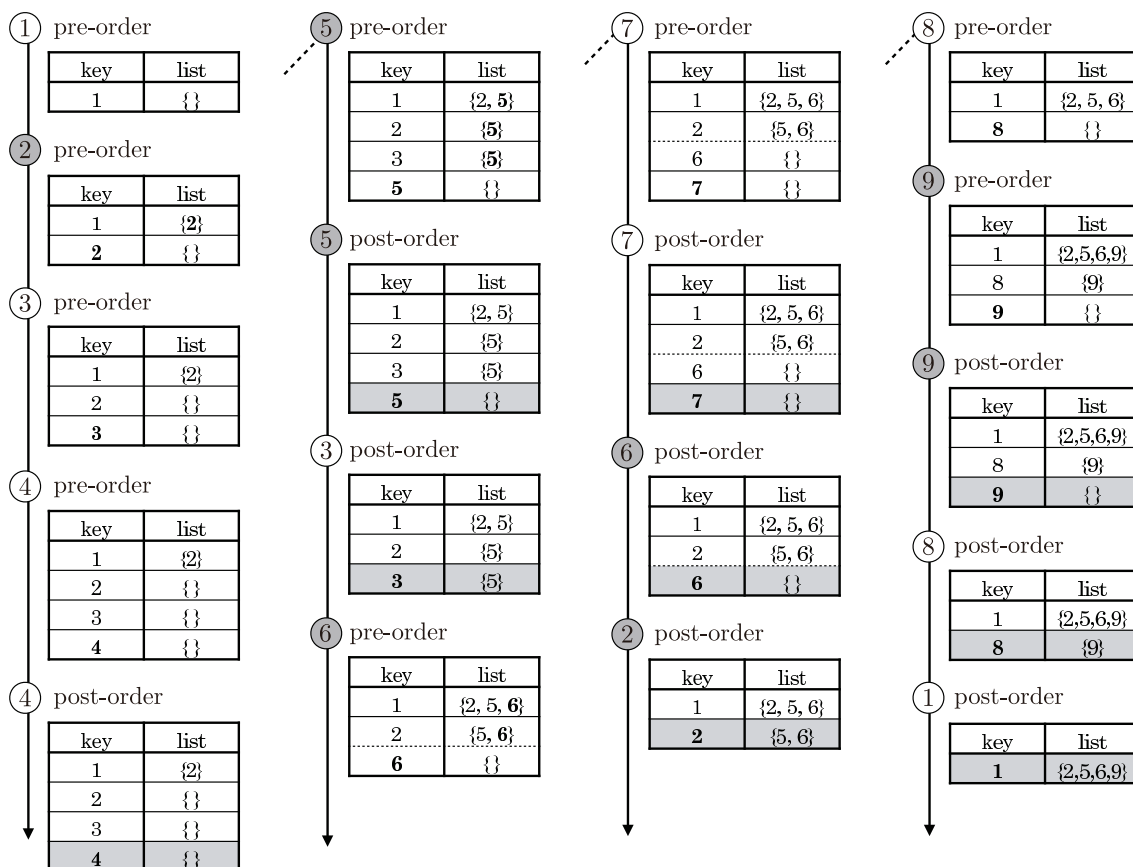 1 pre-order
key list
1 {}
2 pre-order
key list
1 {2}
2 {}
3 pre-order
key list
1 {2}
2 {}
3 {}
4 pre-order
key list
1 {2}
2 {}
3 {}
4 {}
4 post-order
key list
1 {2}
2 {}
3 {}
4 {}
5 pre-order
key list
1 {2, 5}
2 {5}
3 {5}
5 {}
5 post-order
key list
1 {2, 5}
2 {5}
3 {5}
5 {}
3 post-order
key list
1 {2, 5}
2 {5}
3 {5}
6 pre-order
key list
1 {2, 5, 6}
2 {5, 6}
6 {}
7 pre-order
key list
1 {2, 5, 6}
2 {5, 6}
6 {}
7 {}
7 post-order
key list
1 {2, 5, 6}
2 {5, 6}
6 {}
7 {}
6 post-order
key list
1 {2, 5, 6}
2 {5, 6}
6 {}
2 post-order
key list
1 {2, 5, 6}
2 {5, 6}
8 pre-order
key list
1 {2, 5, 6}
8 {}
9 pre-order
key list
1 {2,5,6,9}
8 {9}
9 {}
9 post-order
key list
1 {2,5,6,9}
8 {9}
9 {}
8 post-order
key list
1 {2,5,6,9}
8 {9}
1 post-order
key list
1 {2,5,6,9}